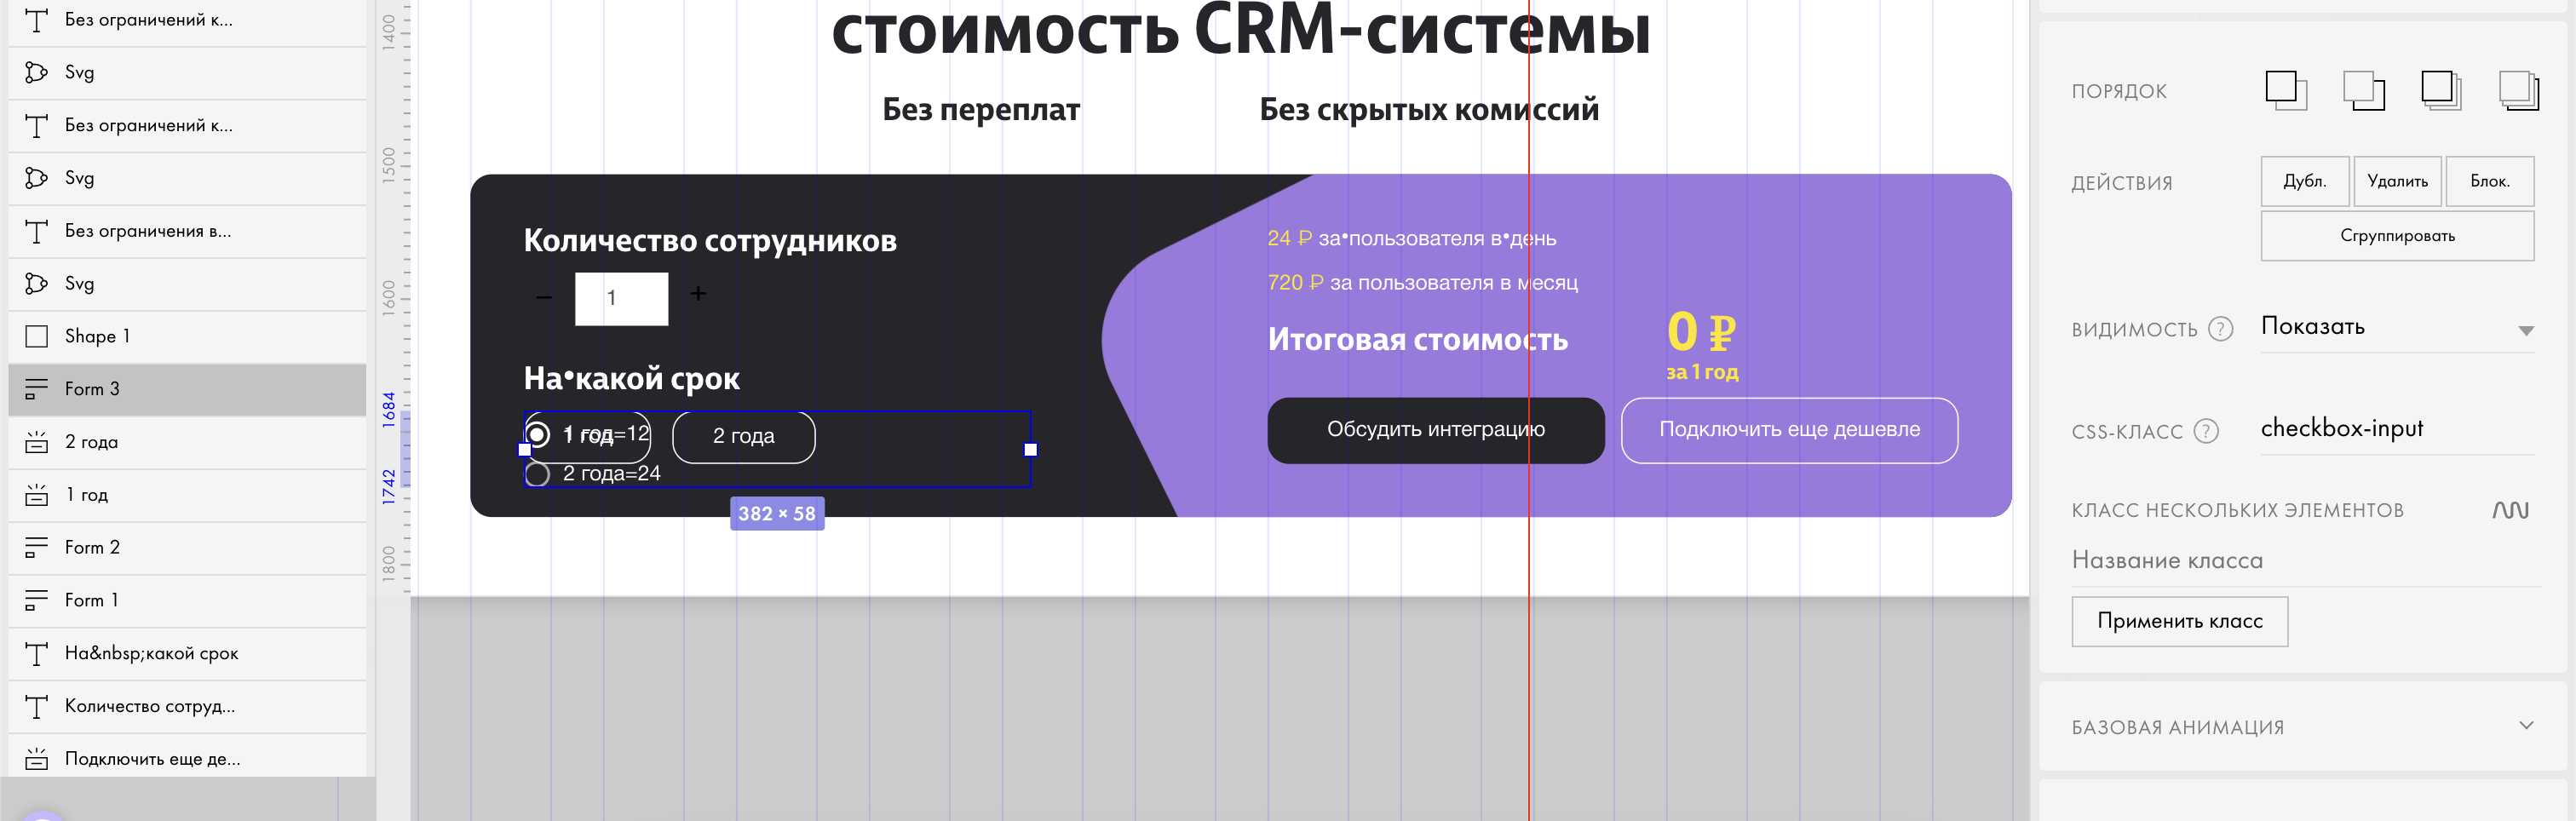 Без ограничений к...
Svg
Без ограничений к...
Svg
Без ограничения в...
Svg
Shape 1
Form 3
2 года
1 год
Form 2
Form 1
На&nbsp;какой срок
Количество сотруд...
Подключить еще де...
1400
1500
1600
1684
1742
1800
стоимость CRM-системы
Без переплат
Без скрытых комиссий
Количество сотрудников
–
1
+
На•какой срок
1 год=12
1 год
2 года
2 года=24
382 × 58
24 ₽ за•пользователя в•день
720 ₽ за пользователя в месяц
Итоговая стоимость
0 ₽
за 1 год
Обсудить интеграцию
Подключить еще дешевле
ПОРЯДОК
ДЕЙСТВИЯ
Дубл.
Удалить
Блок.
Сгруппировать
ВИДИМОСТЬ ?
Показать
CSS-КЛАСС ?
checkbox-input
КЛАСС НЕСКОЛЬКИХ ЭЛЕМЕНТОВ
Название класса
Применить класс
БАЗОВАЯ АНИМАЦИЯ